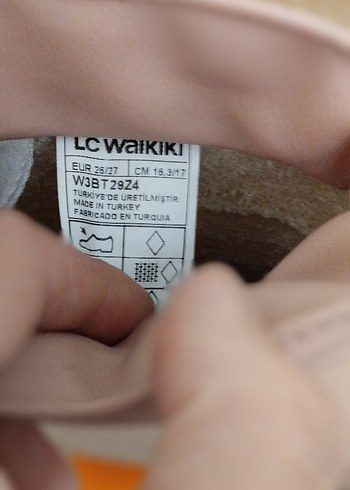 LC Waikiki
EUR 26/27 CM 16.3/17
W3BT29Z4
TÜRKİYE'DE ÜRETİLMİŞTİR
MADE IN TURKEY
FABRICADO EN TURQUIA